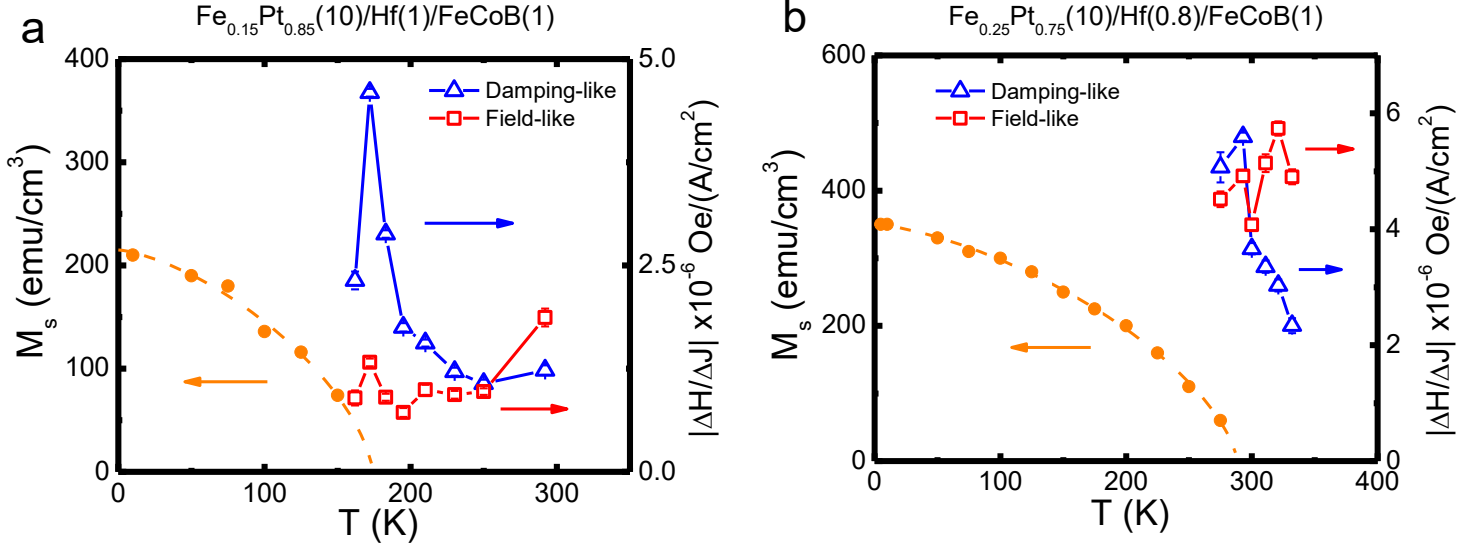 a
Fe0.15Pt0.85(10)/Hf(1)/FeCoB(1)
400
300
200
100
0
Ms (emu/cm3)
Damping-like
Field-like
5.0
2.5
0.0
|ΔH/ΔJ| x10-6 Oe/(A/cm2)
0
100
200
300
T (K)
b
Fe0.25Pt0.75(10)/Hf(0.8)/FeCoB(1)
600
400
200
0
Ms (emu/cm3)
Damping-like
Field-like
6
4
2
0
|ΔH/ΔJ| x10-6 Oe/(A/cm2)
0
100
200
300
400
T (K)